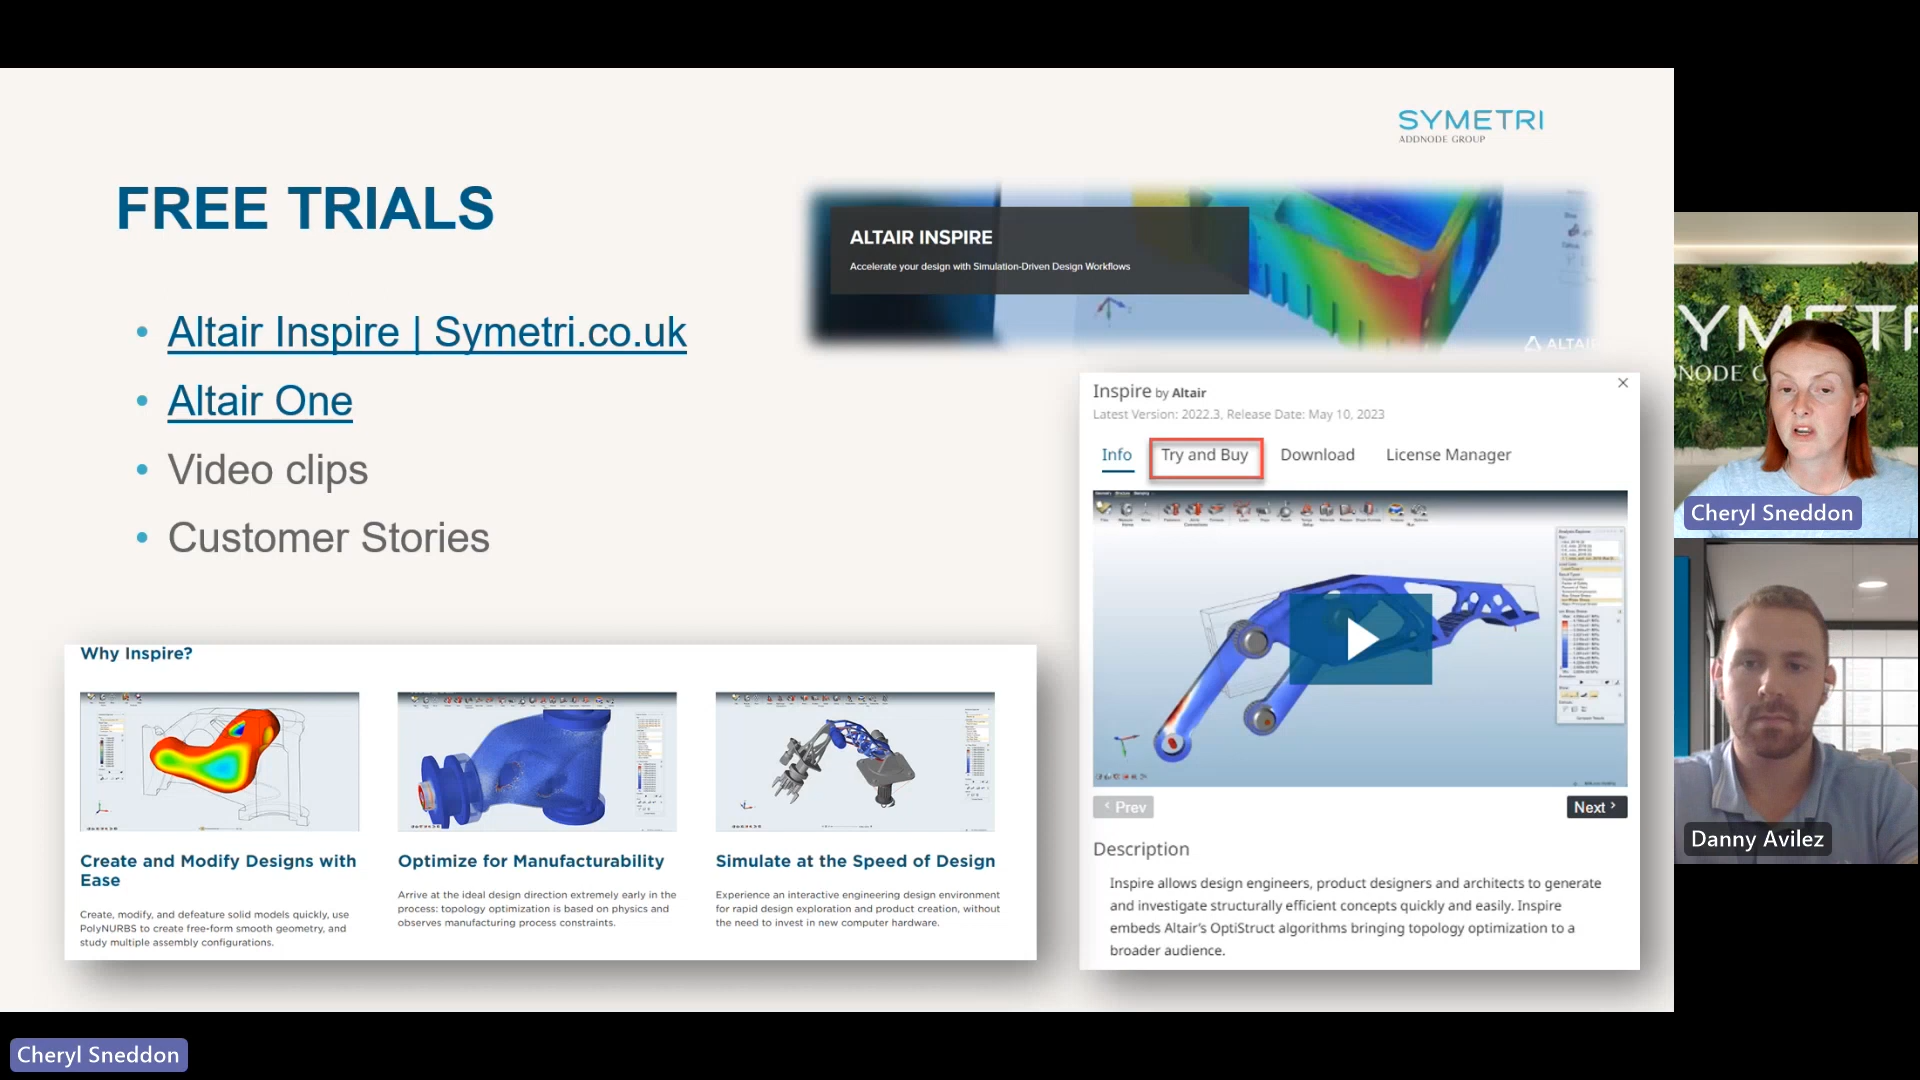 SYMETRI
ADDNODE GROUP
FREE TRIALS
ALTAIR INSPIRE
Accelerate your design with Simulation-Driven Design Workflows
ALTAIR
• Altair Inspire | Symetri.co.uk
• Altair One
• Video clips
• Customer Stories
Inspire by Altair
Latest Version: 2022.3, Release Date: May 10, 2023
Info Try and Buy Download License Manager
Prev
Next
Description
Inspire allows design engineers, product designers and architects to generate
and investigate structurally efficient concepts quickly and easily. Inspire
embeds Altair's OptiStruct algorithms bringing topology optimization to a
broader audience.
Why Inspire?
Create and Modify Designs with
Ease
Create, modify, and defeature solid models quickly, use
PolyNURBS to create free-form smooth geometry, and
study multiple assembly configurations.
Optimize for Manufacturability
Arrive at the ideal design direction extremely early in the
process: topology optimization is based on physics and
observes manufacturing process constraints.
Simulate at the Speed of Design
Experience an interactive engineering design environment
for rapid design exploration and product creation, without
the need to invest in new computer hardware.
Cheryl Sneddon
Danny Avilez
Cheryl Sneddon